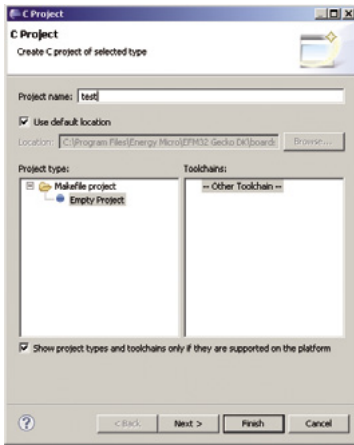 C Project
C Project
Create C project of selected type
Project name: test
Use default location
Location: C:\Program Files\Energy Micro\EFM32 Gecko DK\boards Browse...
Project type: Toolchains:
Makefile project -- Other Toolchain --
Empty Project
Show project types and toolchains only if they are supported on the platform
? < Back Next > Finish Cancel